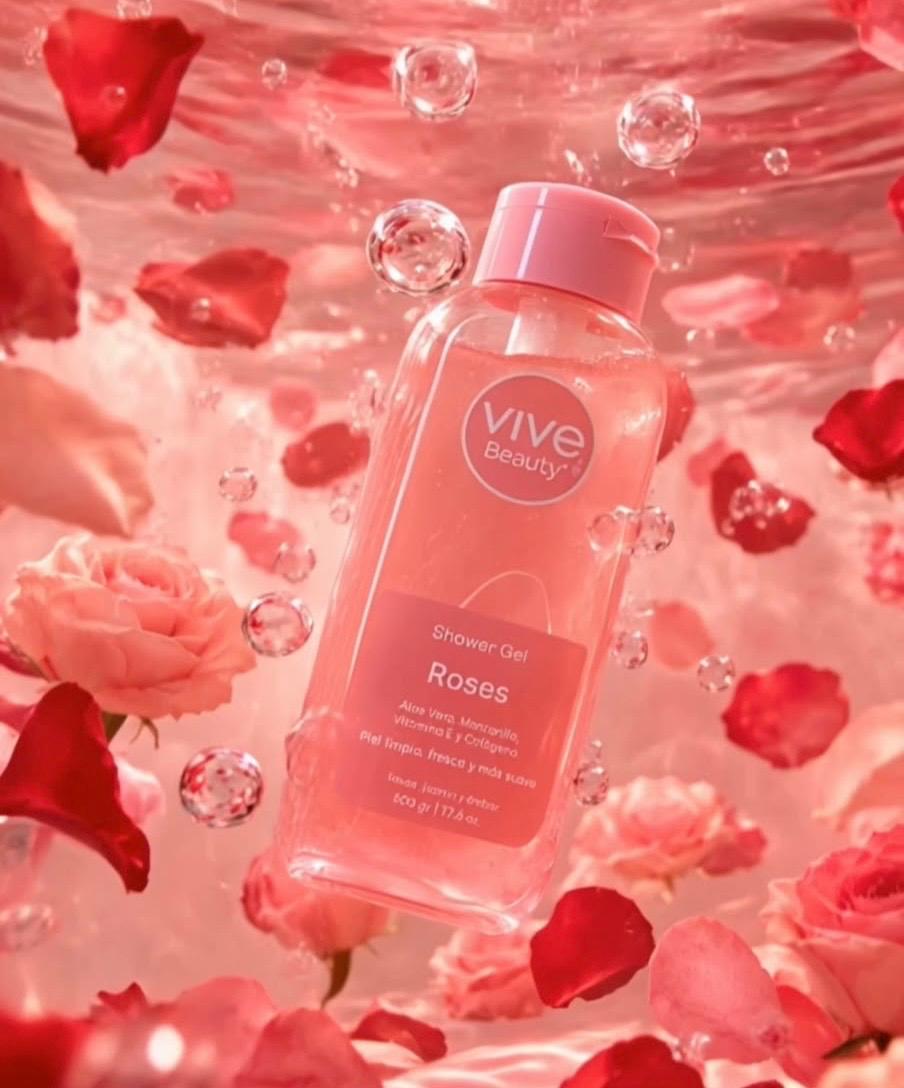 vive
Beauty
Shower Gel
Roses
Aloe Vera, Manzanilla,
Vitamina E y Colágeno
Piel limpia, fresca y más suave
500 gr | 17.6 oz.